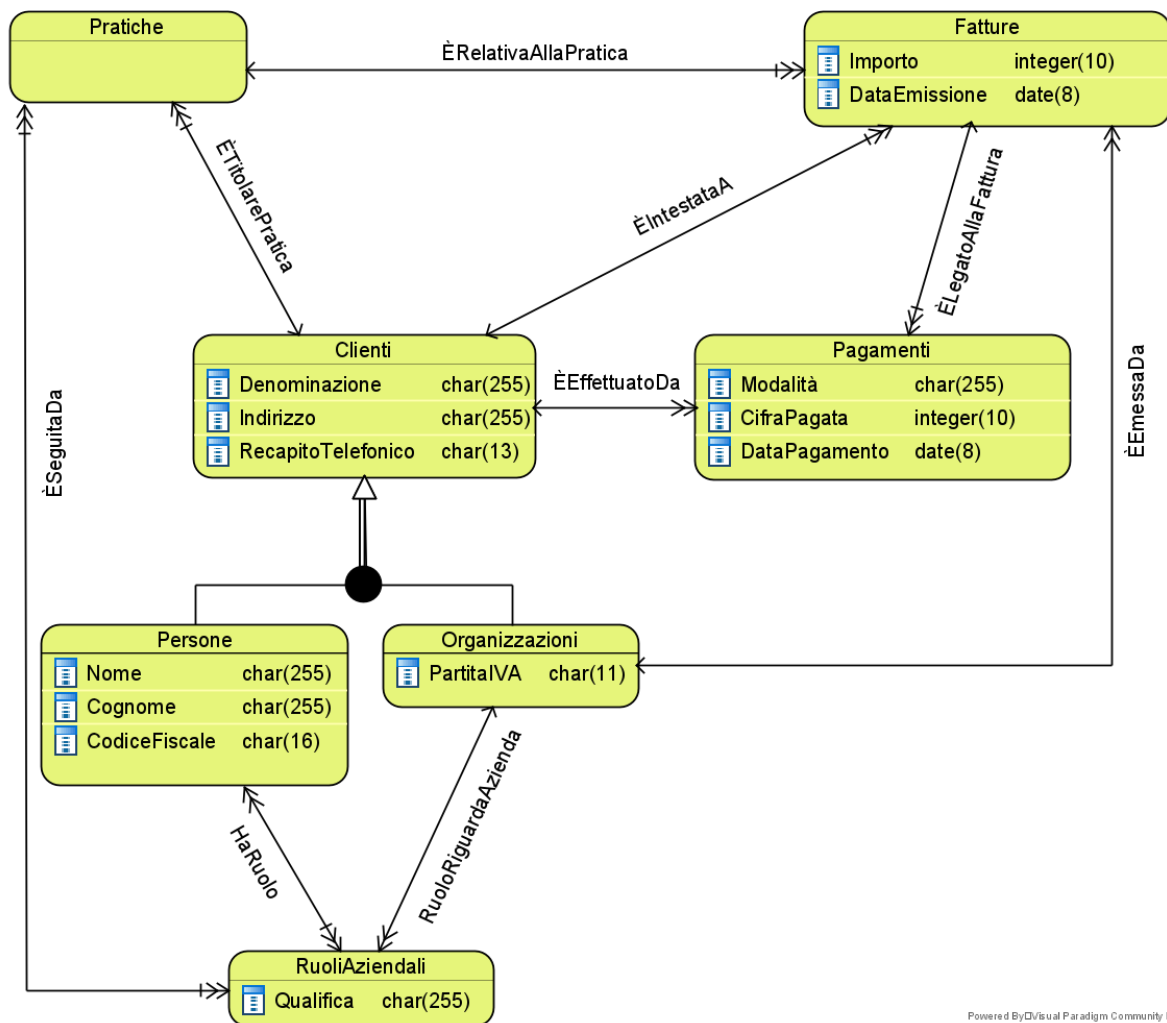 Pratiche
Fatture
ÈRelativaAllaPratica
Importo integer(10)
DataEmissione date(8)
ÈTitolarePratica
ÈIntestataA
ÈLegatoAllaFattura
ÈEmessaDa
ÈSeguitaDa
Clienti
Denominazione char(255)
Indirizzo char(255)
RecapitoTelefonico char(13)
ÈEffettuatoDa
Pagamenti
Modalità char(255)
CifraPagata integer(10)
DataPagamento date(8)
Persone
Nome char(255)
Cognome char(255)
CodiceFiscale char(16)
Organizzazioni
PartitaIVA char(11)
HaRuolo
RuoloRiguardaAzienda
RuoliAziendali
Qualifica char(255)
Powered By□Visual Paradigm Community